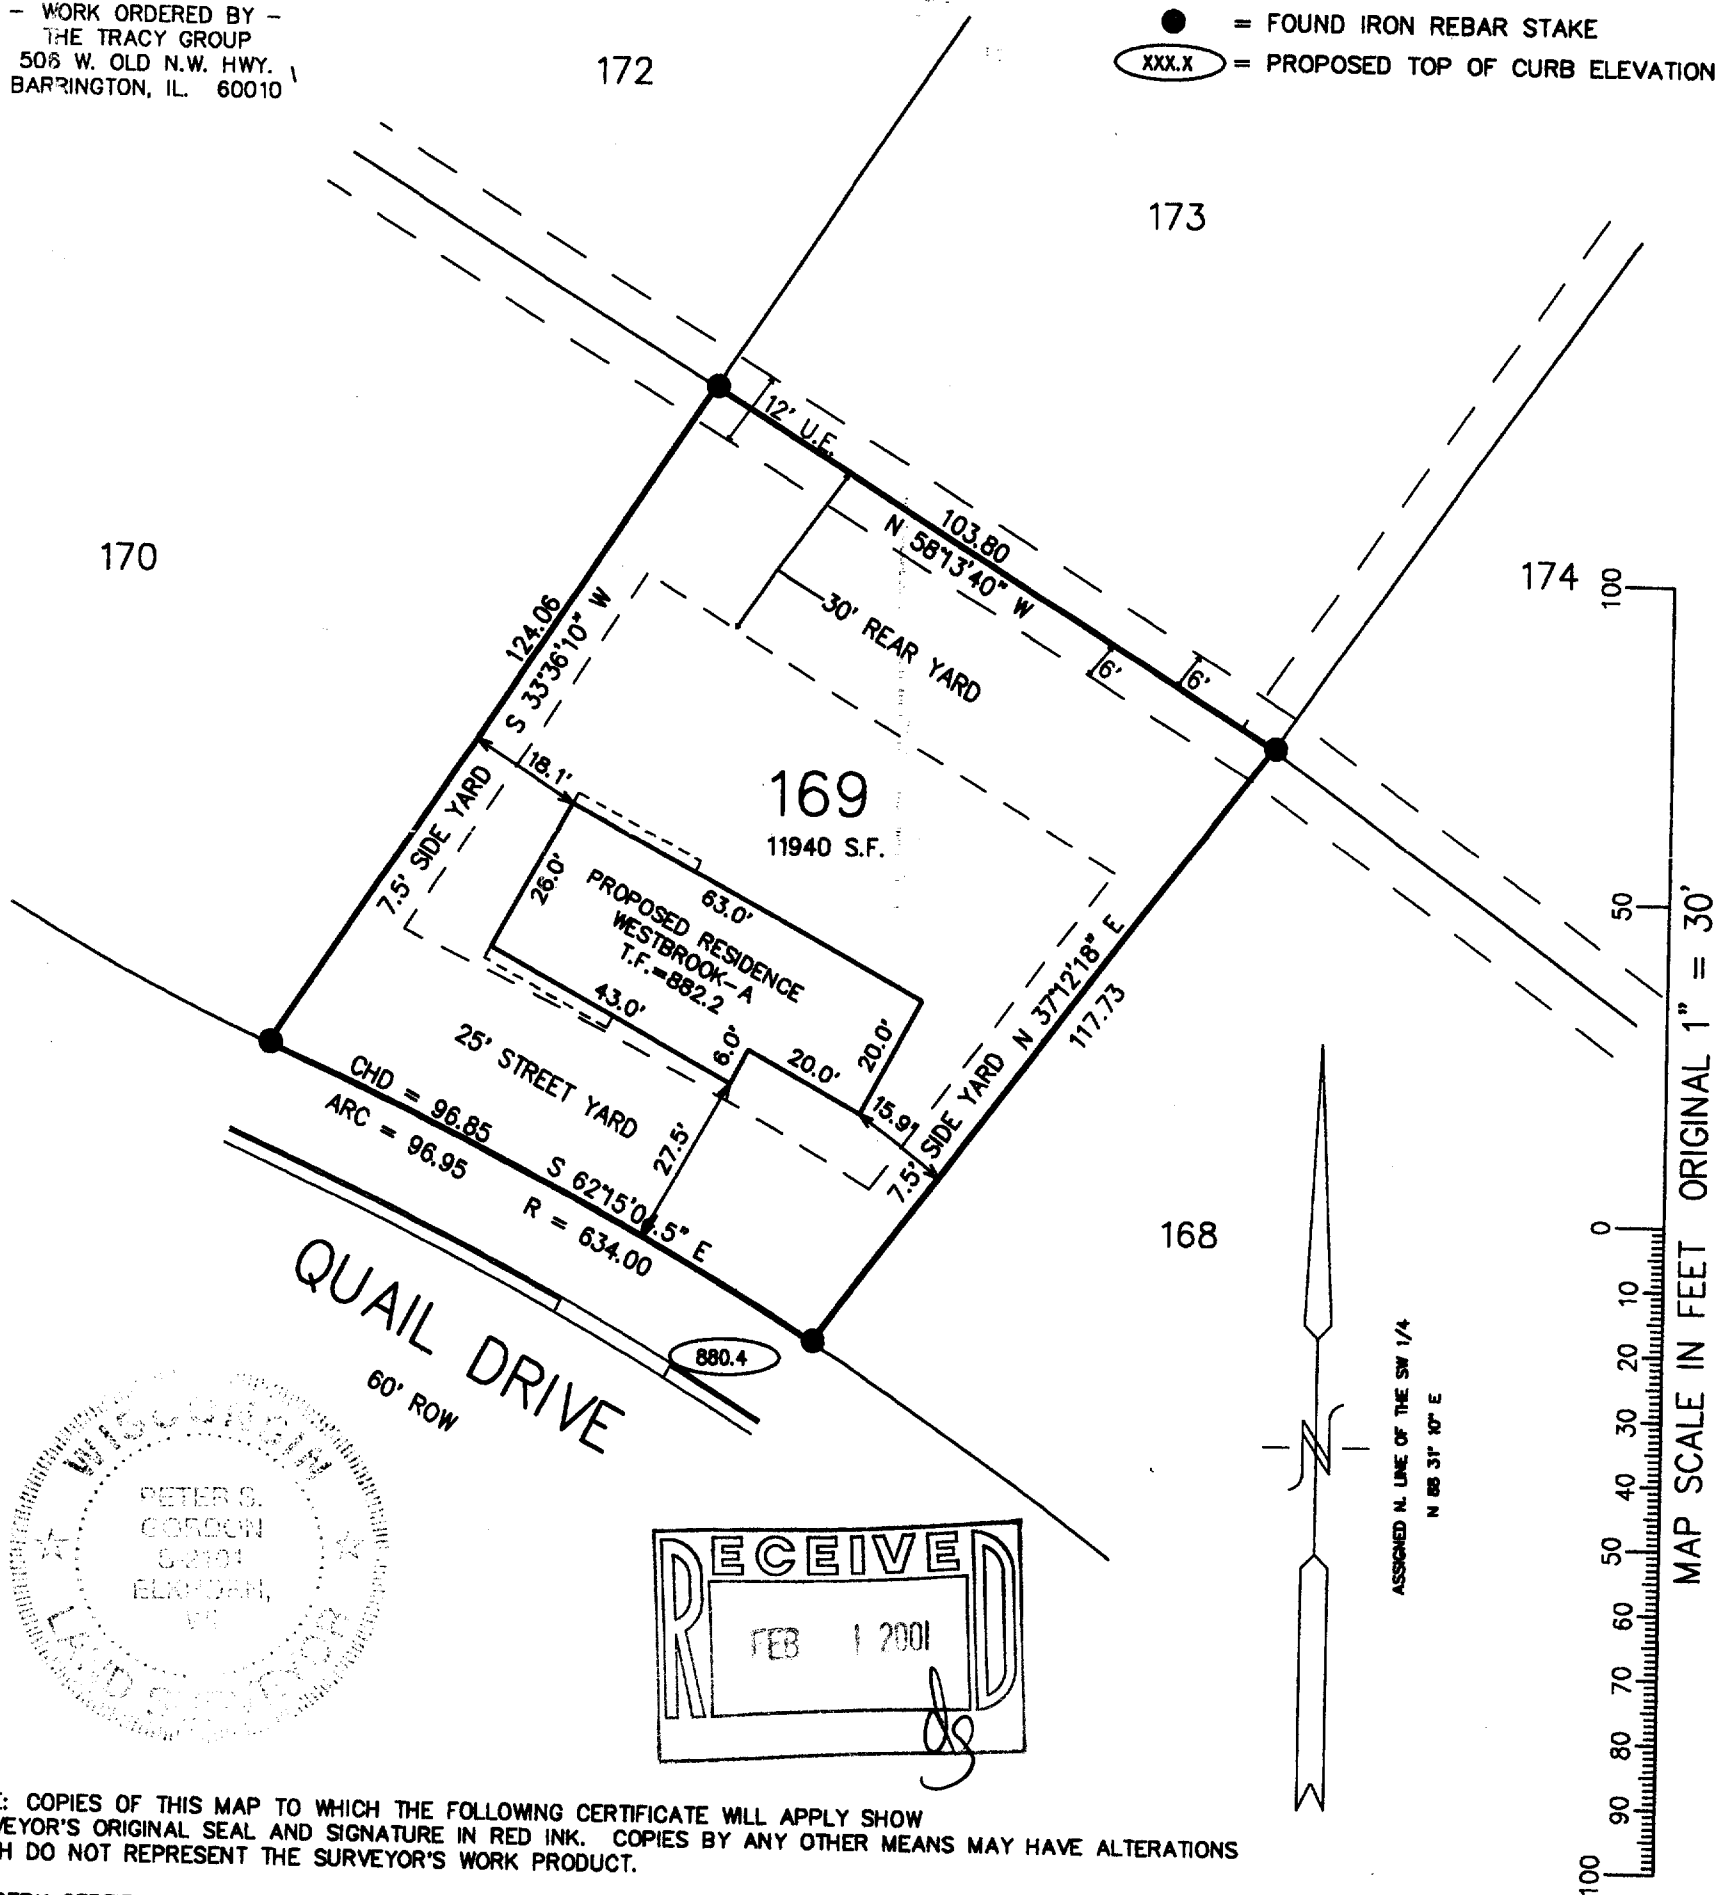 - WORK ORDERED BY -
THE TRACY GROUP
506 W. OLD N.W. HWY.
BARRINGTON, IL. 60010
= FOUND IRON REBAR STAKE
XXX.X = PROPOSED TOP OF CURB ELEVATION
172
173
170
174
12' U.E.
103.80
N 58°13'40" W
30' REAR YARD
6'
6'
124.06
S 33°36'10" W
18.1'
7.5' SIDE YARD
169
11940 S.F.
26.0'
63.0'
PROPOSED RESIDENCE
WESTBROOK-A
T.F.=882.2
43.0'
6.0'
20.0'
20.0'
15.9'
7.5' SIDE YARD
N 37°12'18" E
117.73
25' STREET YARD
27.5'
CHD = 96.85
ARC = 96.95
S 62°15'0 .5" E
R = 634.00
168
QUAIL DRIVE
60' ROW
880.4
WISCONSIN
PETER S.
GORDON
S-2101
ELKHORN,
WI
LAND SURVEYOR
RECEIVED
FEB 1 2001
ds
N
ASSIGNED N. LINE OF THE SW 1/4
N 88 31' 10" E
100
50
0
10
20
30
40
50
60
70
80
90
100
MAP SCALE IN FEET ORIGINAL 1" = 30'
: COPIES OF THIS MAP TO WHICH THE FOLLOWING CERTIFICATE WILL APPLY SHOW
VEYOR'S ORIGINAL SEAL AND SIGNATURE IN RED INK. COPIES BY ANY OTHER MEANS MAY HAVE ALTERATIONS
H DO NOT REPRESENT THE SURVEYOR'S WORK PRODUCT.